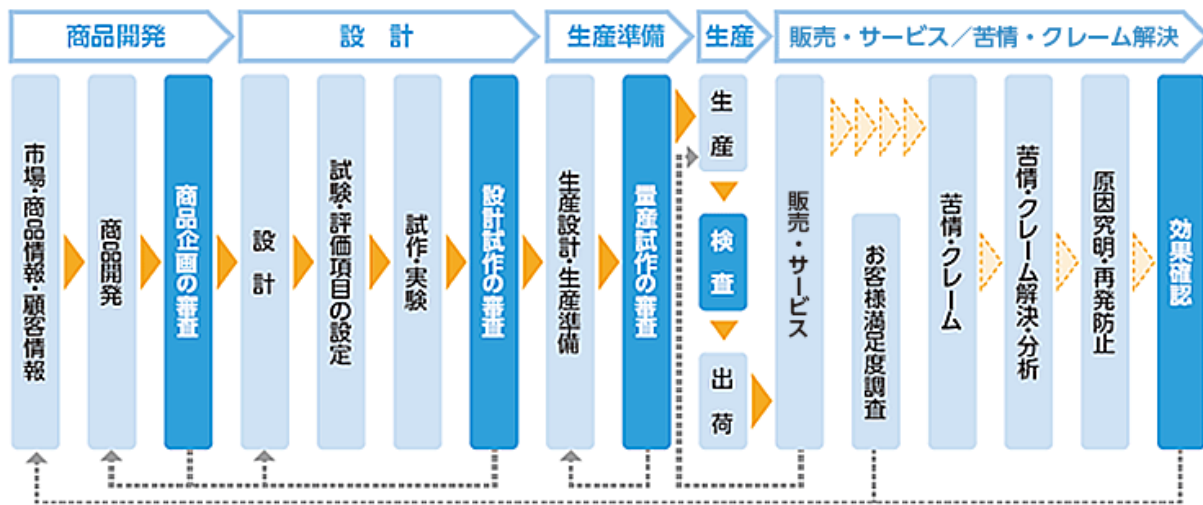 商品開発
設 計
生産準備
生産
販売・サービス／苦情・クレーム解決
市場・商品情報・顧客情報
商品開発
商品企画の審査
設計
試験・評価項目の設定
試作・実験
設計試作の審査
生産設計・生産準備
量産試作の審査
生産
検査
出荷
販売・サービス
お客様満足度調査
苦情・クレーム
苦情・クレーム解決・分析
原因究明・再発防止
効果確認